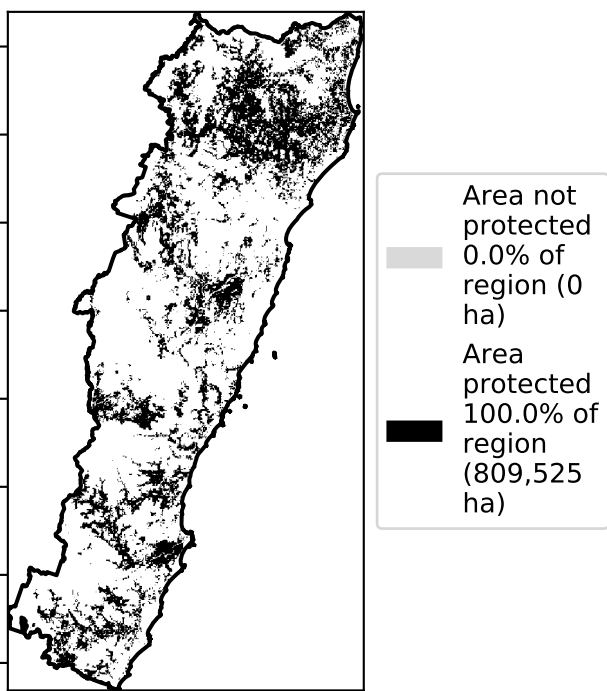 Area not
protected
0.0% of
region (0
ha)
Area
protected
100.0% of
region
(809,525
ha)